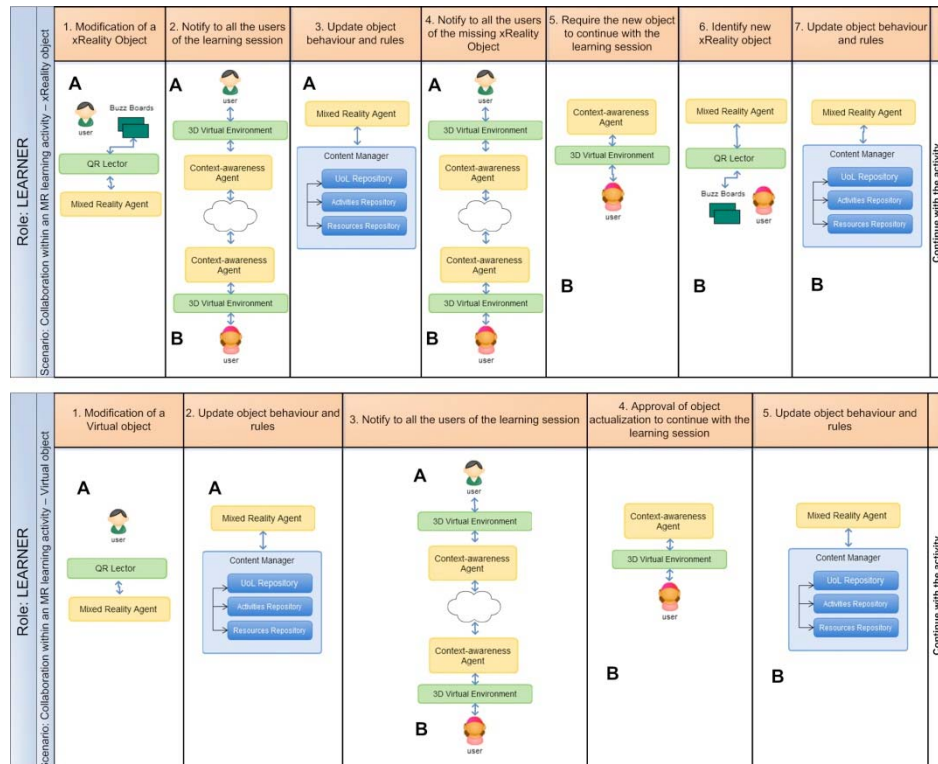 Role: LEARNER
Scenario: Collaboration within an MR learning activity – xReality object
1. Modification of a
xReality Object
A
user
Buzz Boards
QR Lector
Mixed Reality Agent
2. Notify to all the users
of the learning session
A
user
3D Virtual Environment
Context-awareness
Agent
Context-awareness
Agent
3D Virtual Environment
B
user
3. Update object
behaviour and rules
A
Mixed Reality Agent
Content Manager
UoL Repository
Activities Repository
Resources Repository
4. Notify to all the users
of the missing xReality
Object
A
user
3D Virtual Environment
Context-awareness
Agent
Context-awareness
Agent
3D Virtual Environment
B
user
5. Require the new object
to continue with the
learning session
Context-awareness
Agent
3D Virtual Environment
user
B
6. Identify new
xReality object
Mixed Reality Agent
QR Lector
Buzz Boards
user
B
7. Update object behaviour
and rules
Mixed Reality Agent
Content Manager
UoL Repository
Activities Repository
Resources Repository
B
Continue with the activity
Role: LEARNER
Scenario: Collaboration within an MR learning activity – Virtual object
1. Modification of a
Virtual object
A
user
QR Lector
Mixed Reality Agent
2. Update object behaviour and
rules
A
Mixed Reality Agent
Content Manager
UoL Repository
Activities Repository
Resources Repository
3. Notify to all the users of the learning session
A
user
3D Virtual Environment
Context-awareness
Agent
Context-awareness
Agent
3D Virtual Environment
B
user
4. Approval of object
actualization to continue with the
learning session
Context-awareness
Agent
3D Virtual Environment
user
B
5. Update object behaviour and
rules
Mixed Reality Agent
Content Manager
UoL Repository
Activities Repository
Resources Repository
B
Continue with the activity